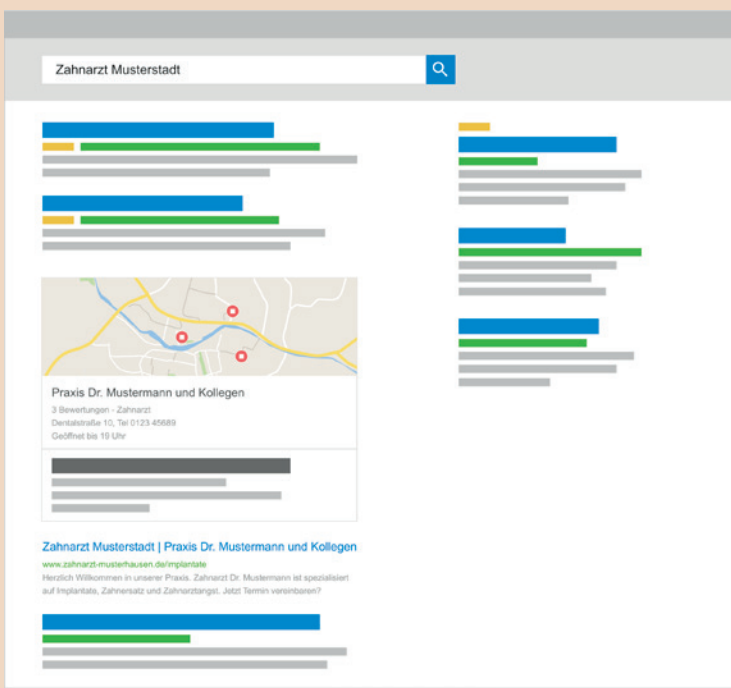 Zahnarzt Musterstadt
Praxis Dr. Mustermann und Kollegen
3 Bewertungen - Zahnarzt
Dentalstraße 10, Tel 0123 45689
Geöffnet bis 19 Uhr
Zahnarzt Musterstadt | Praxis Dr. Mustermann und Kollegen
www.zahnarzt-musterhausen.de/implantate
Herzlich Willkommen in unserer Praxis. Zahnarzt Dr. Mustermann ist spezialisiert
auf Implantate, Zahnersatz und Zahnarztangst. Jetzt Termin vereinbaren?